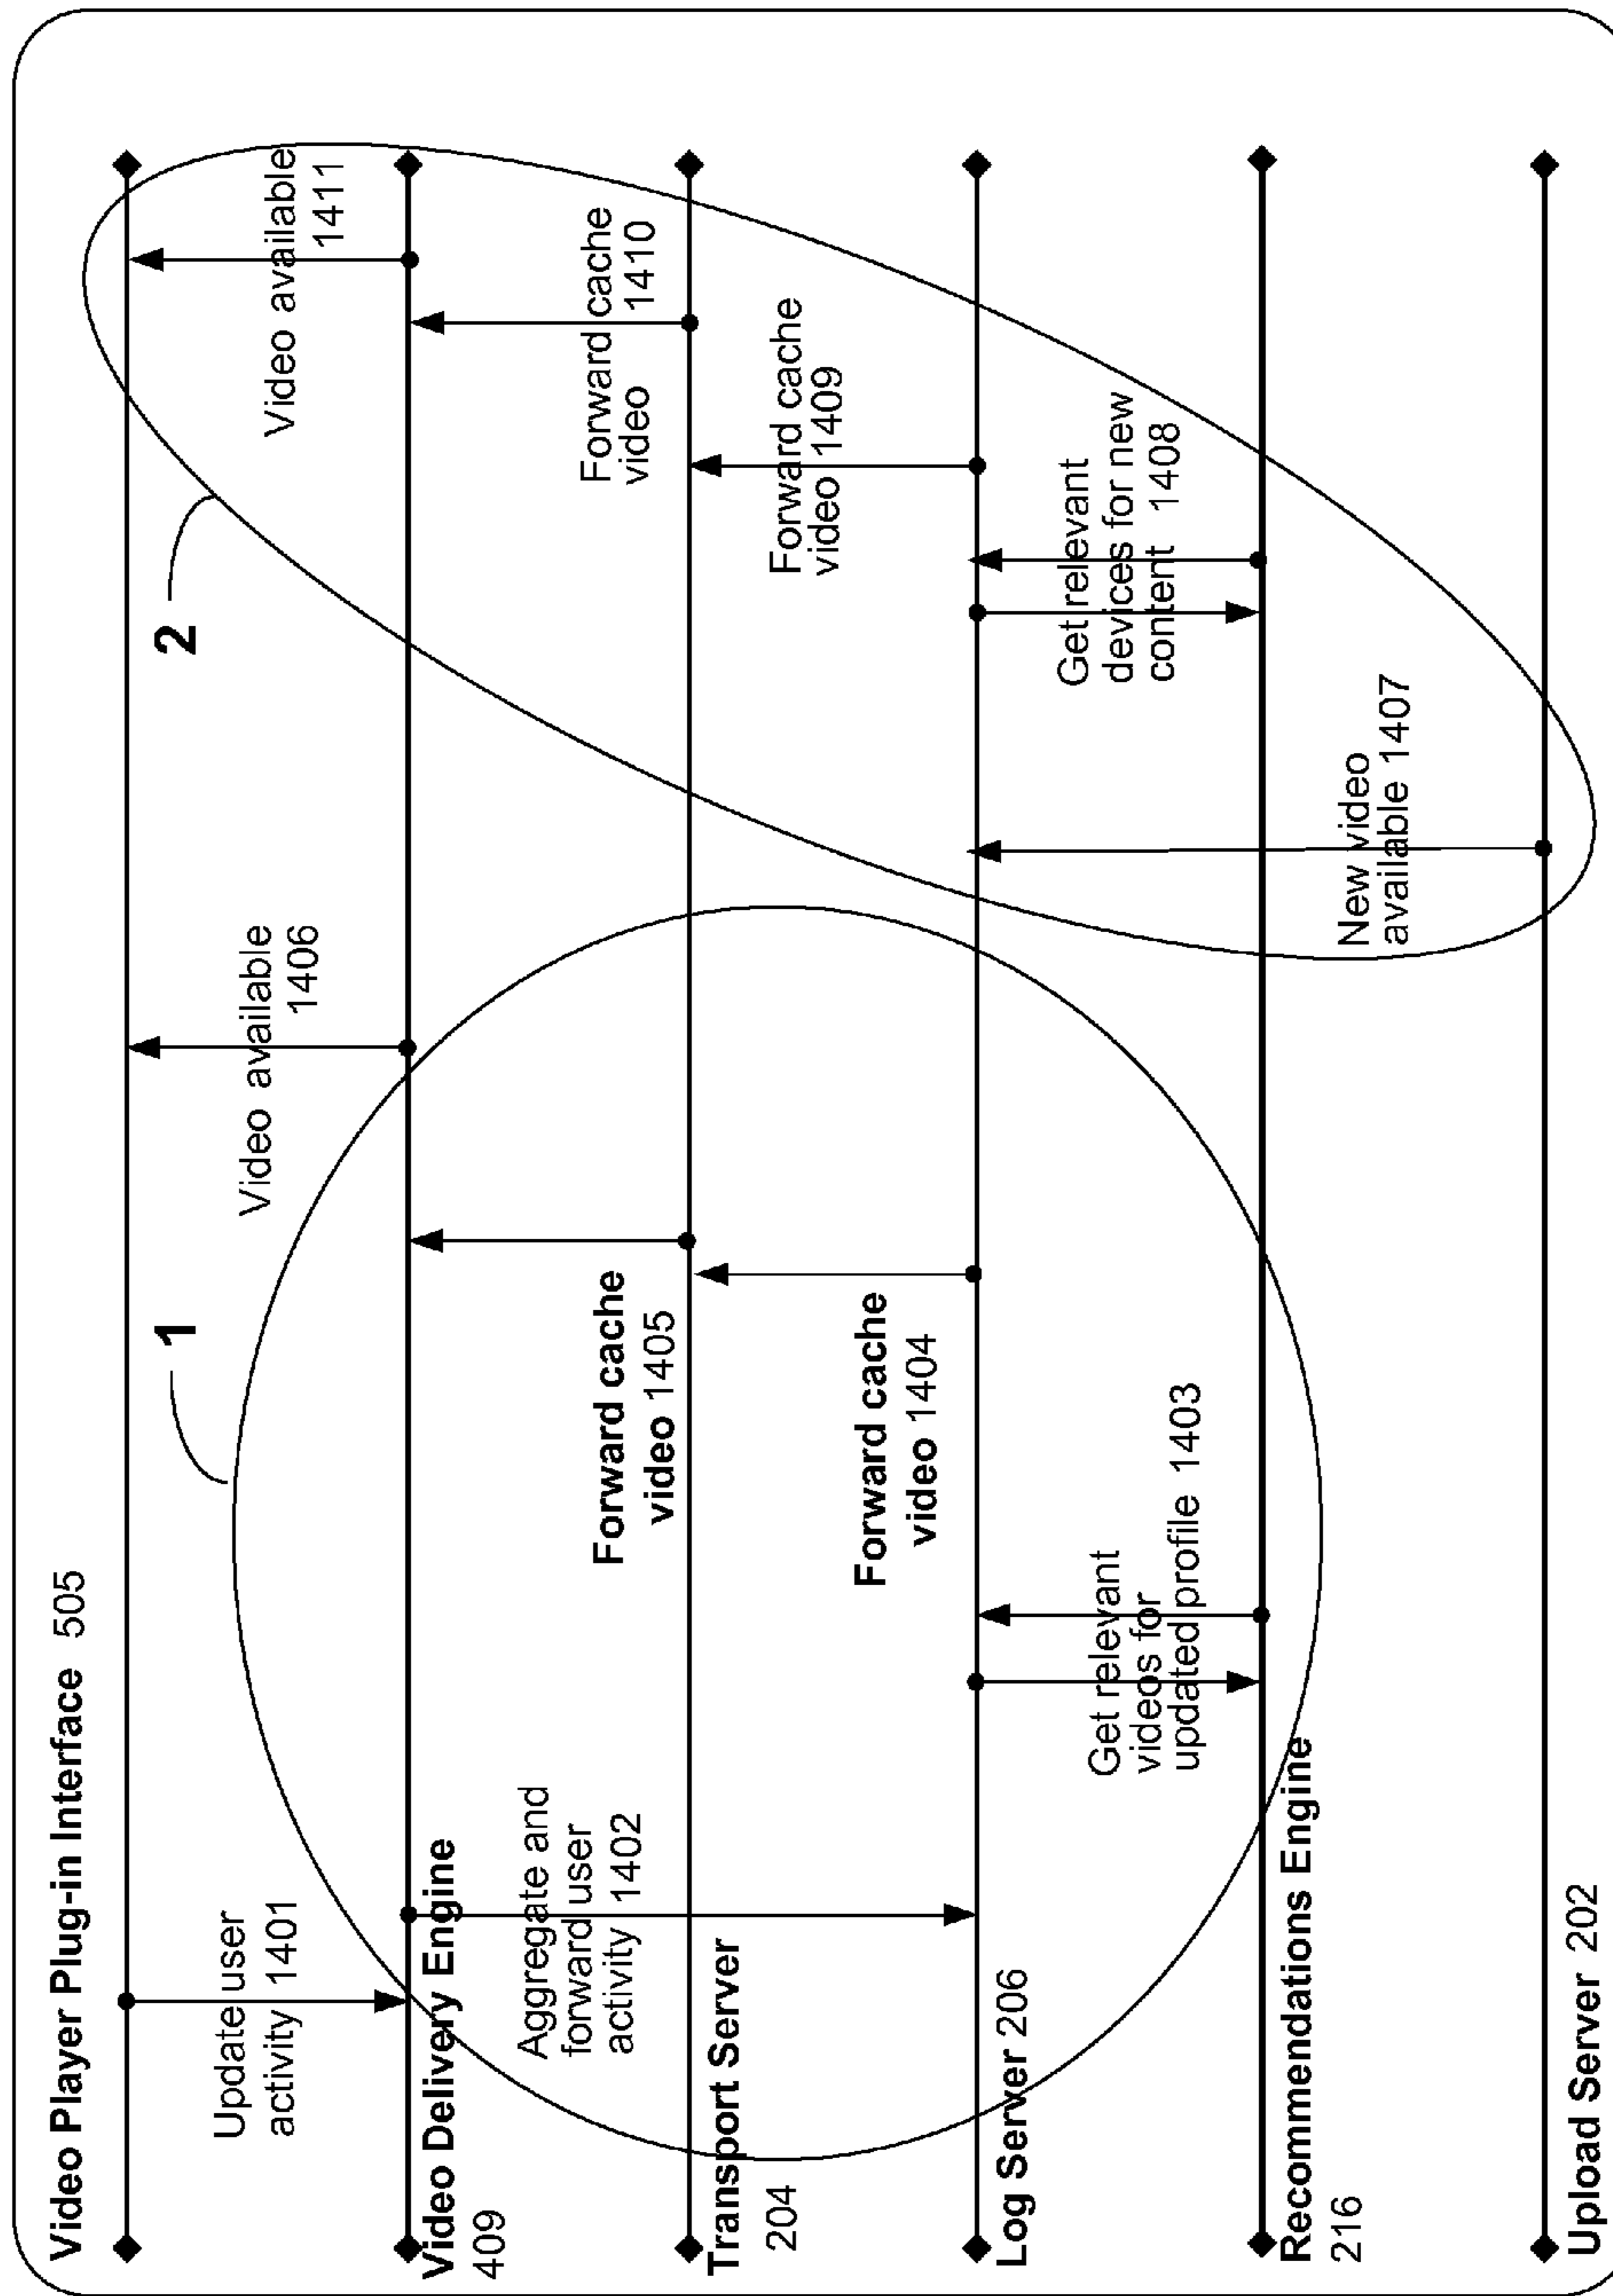 Video Player Plug-in Interface 505
Update user
activity 1401
Video Delivery Engine
409
Aggregate and
forward user
activity 1402
Transport Server
204
Log Server 206
Get relevant
videos for
updated profile 1403
Recommendations Engine
216
Upload Server 202
1
Forward cache
video 1405
Forward cache
video 1404
Video available
1406
2
New video
available 1407
Get relevant
devices for new
content 1408
Forward cache
video 1409
Forward cache
video 1410
Video available
1411